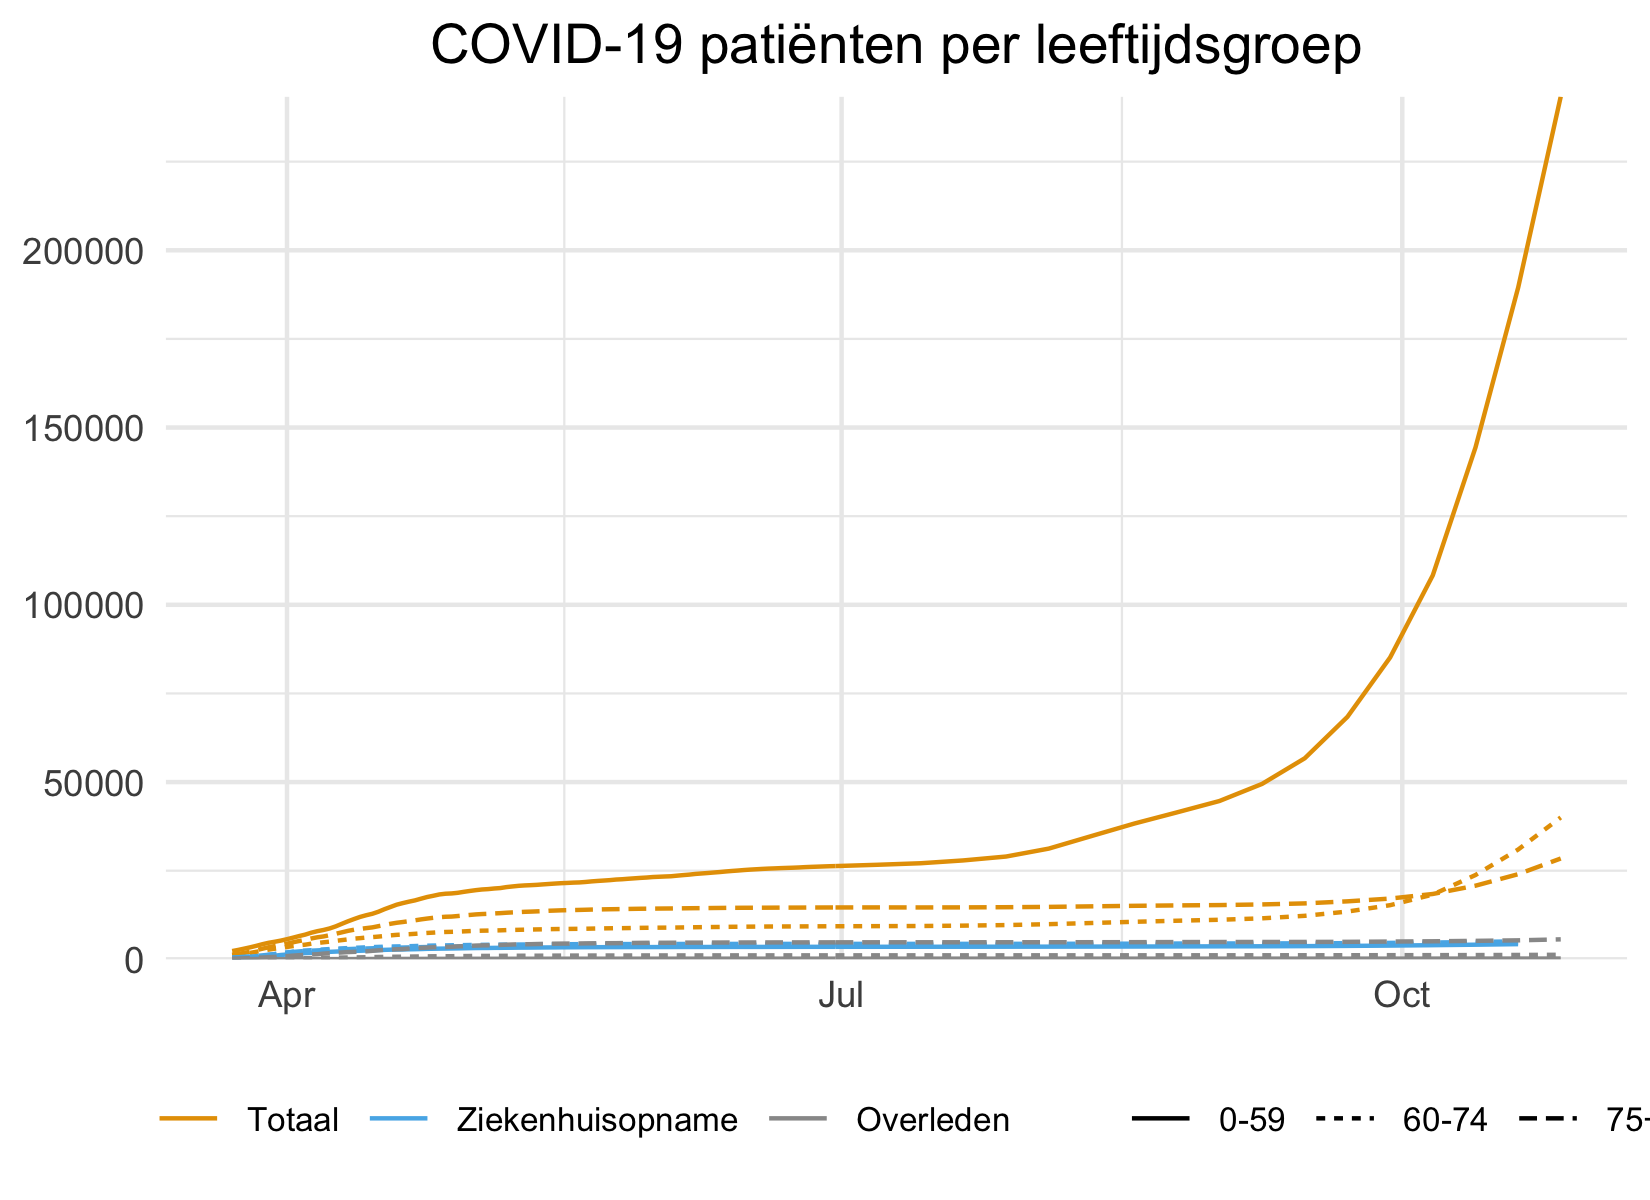 COVID-19 patiënten per leeftijdsgroep
200000
150000
100000
50000
0
Apr Jul Oct
Totaal Ziekenhuisopname Overleden 0-59 60-74 75-